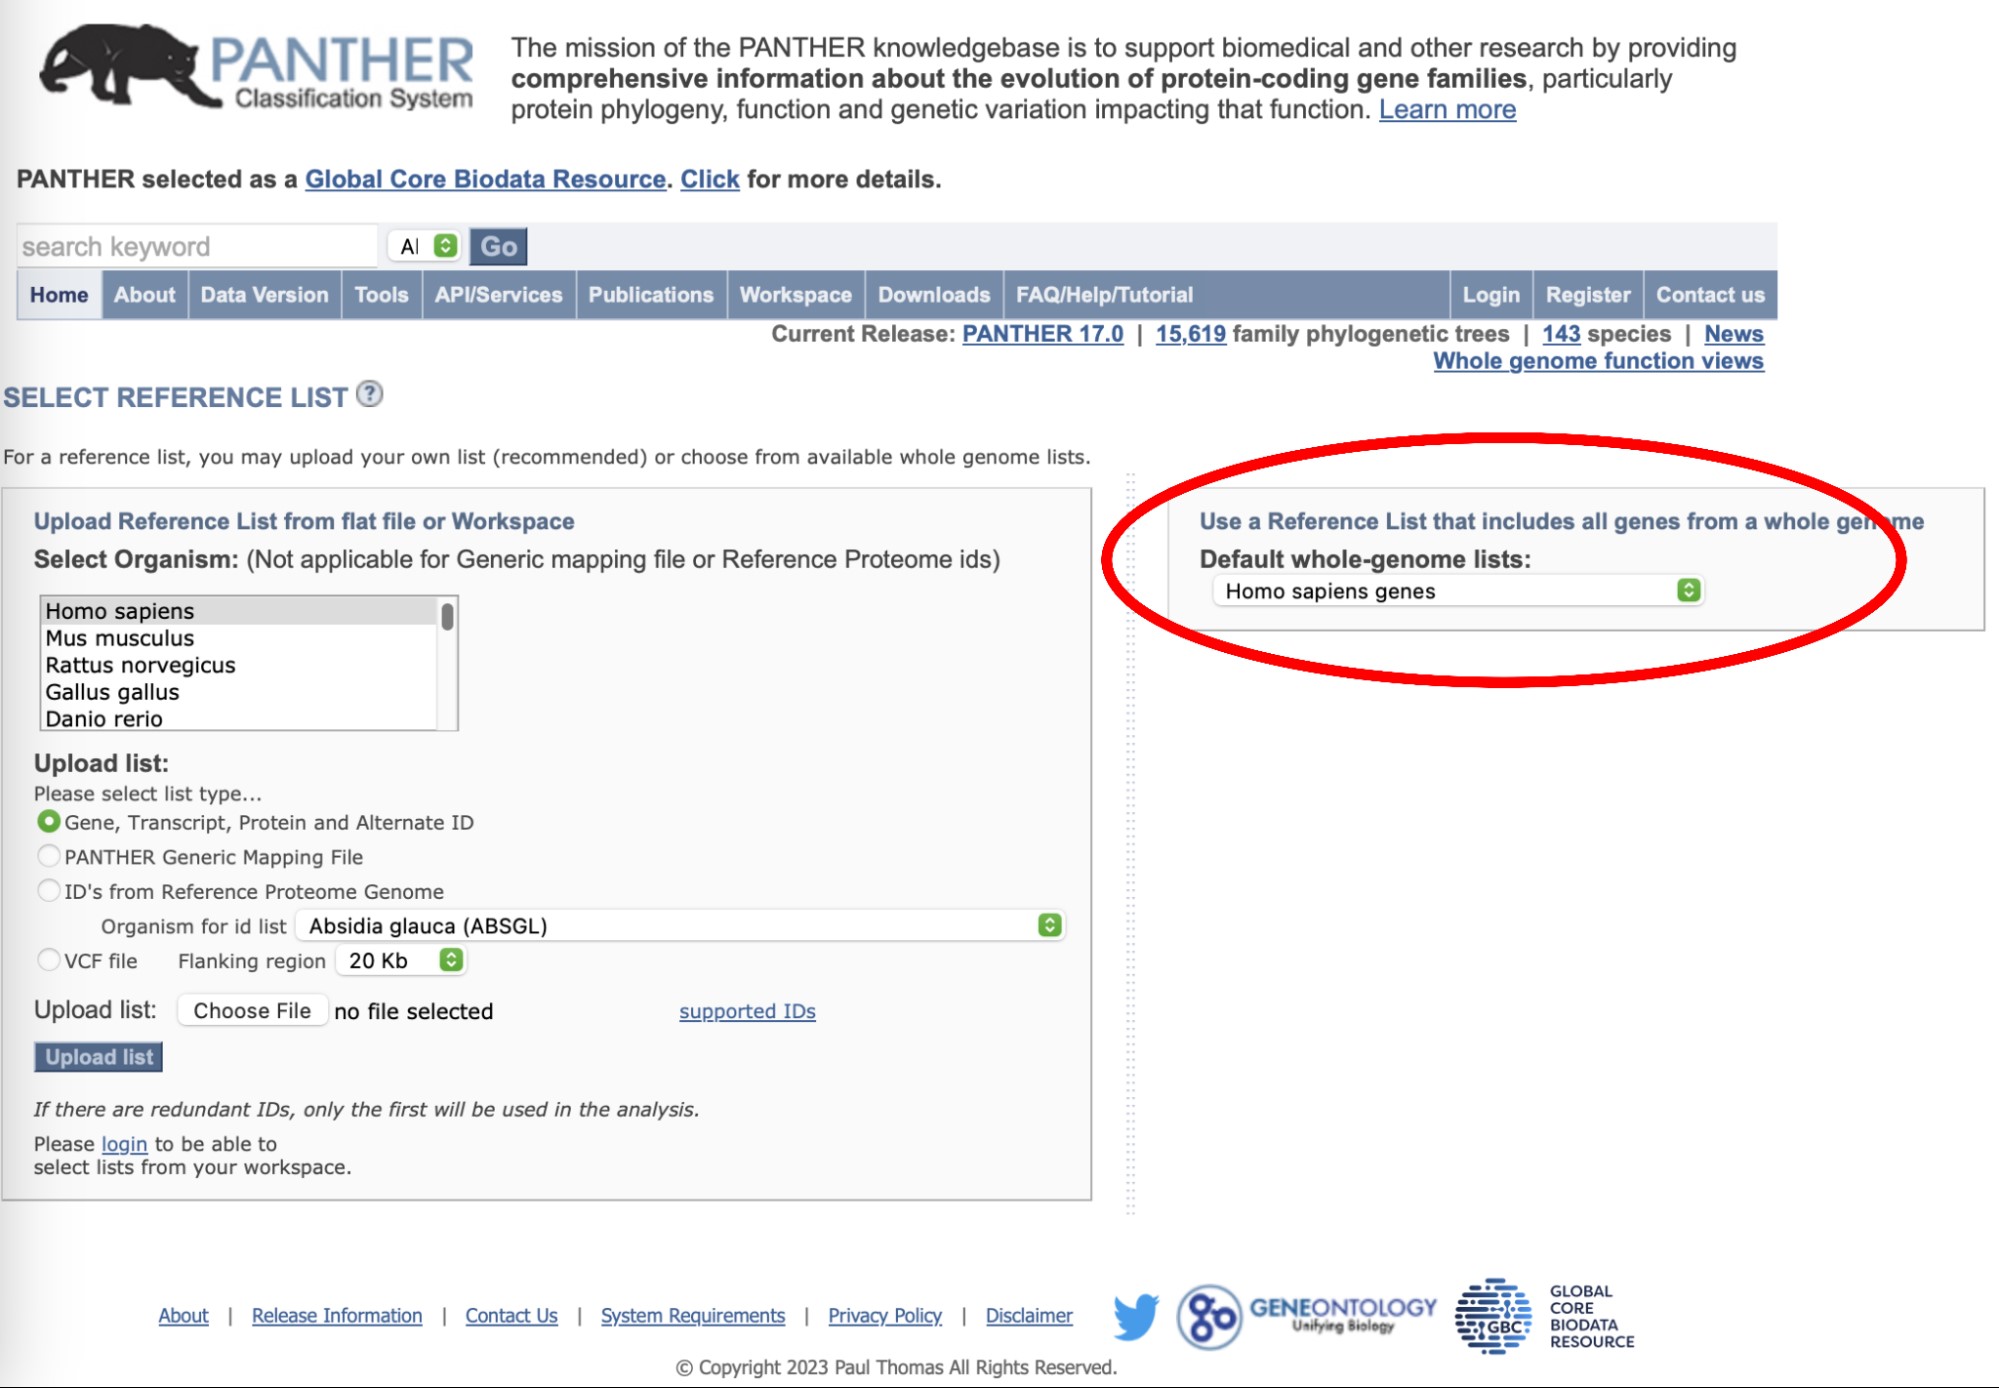 PANTHER
Classification System
The mission of the PANTHER knowledgebase is to support biomedical and other research by providing
comprehensive information about the evolution of protein-coding gene families, particularly
protein phylogeny, function and genetic variation impacting that function. Learn more
PANTHER selected as a Global Core Biodata Resource. Click for more details.
search keyword Al Go
Home About Data Version Tools API/Services Publications Workspace Downloads FAQ/Help/Tutorial Login Register Contact us
Current Release: PANTHER 17.0 | 15,619 family phylogenetic trees | 143 species | News
Whole genome function views
SELECT REFERENCE LIST ?
For a reference list, you may upload your own list (recommended) or choose from available whole genome lists.
Upload Reference List from flat file or Workspace
Select Organism: (Not applicable for Generic mapping file or Reference Proteome ids)
Homo sapiens
Mus musculus
Rattus norvegicus
Gallus gallus
Danio rerio
Upload list:
Please select list type...
Gene, Transcript, Protein and Alternate ID
PANTHER Generic Mapping File
ID's from Reference Proteome Genome
Organism for id list Absidia glauca (ABSGL)
VCF file Flanking region 20 Kb
Upload list: Choose File no file selected supported IDs
Upload list
If there are redundant IDs, only the first will be used in the analysis.
Please login to be able to
select lists from your workspace.
Use a Reference List that includes all genes from a whole genome
Default whole-genome lists:
Homo sapiens genes
About | Release Information | Contact Us | System Requirements | Privacy Policy | Disclaimer
GENEONTOLOGY
Unifying Biology
GBC
GLOBAL
CORE
BIODATA
RESOURCE
© Copyright 2023 Paul Thomas All Rights Reserved.